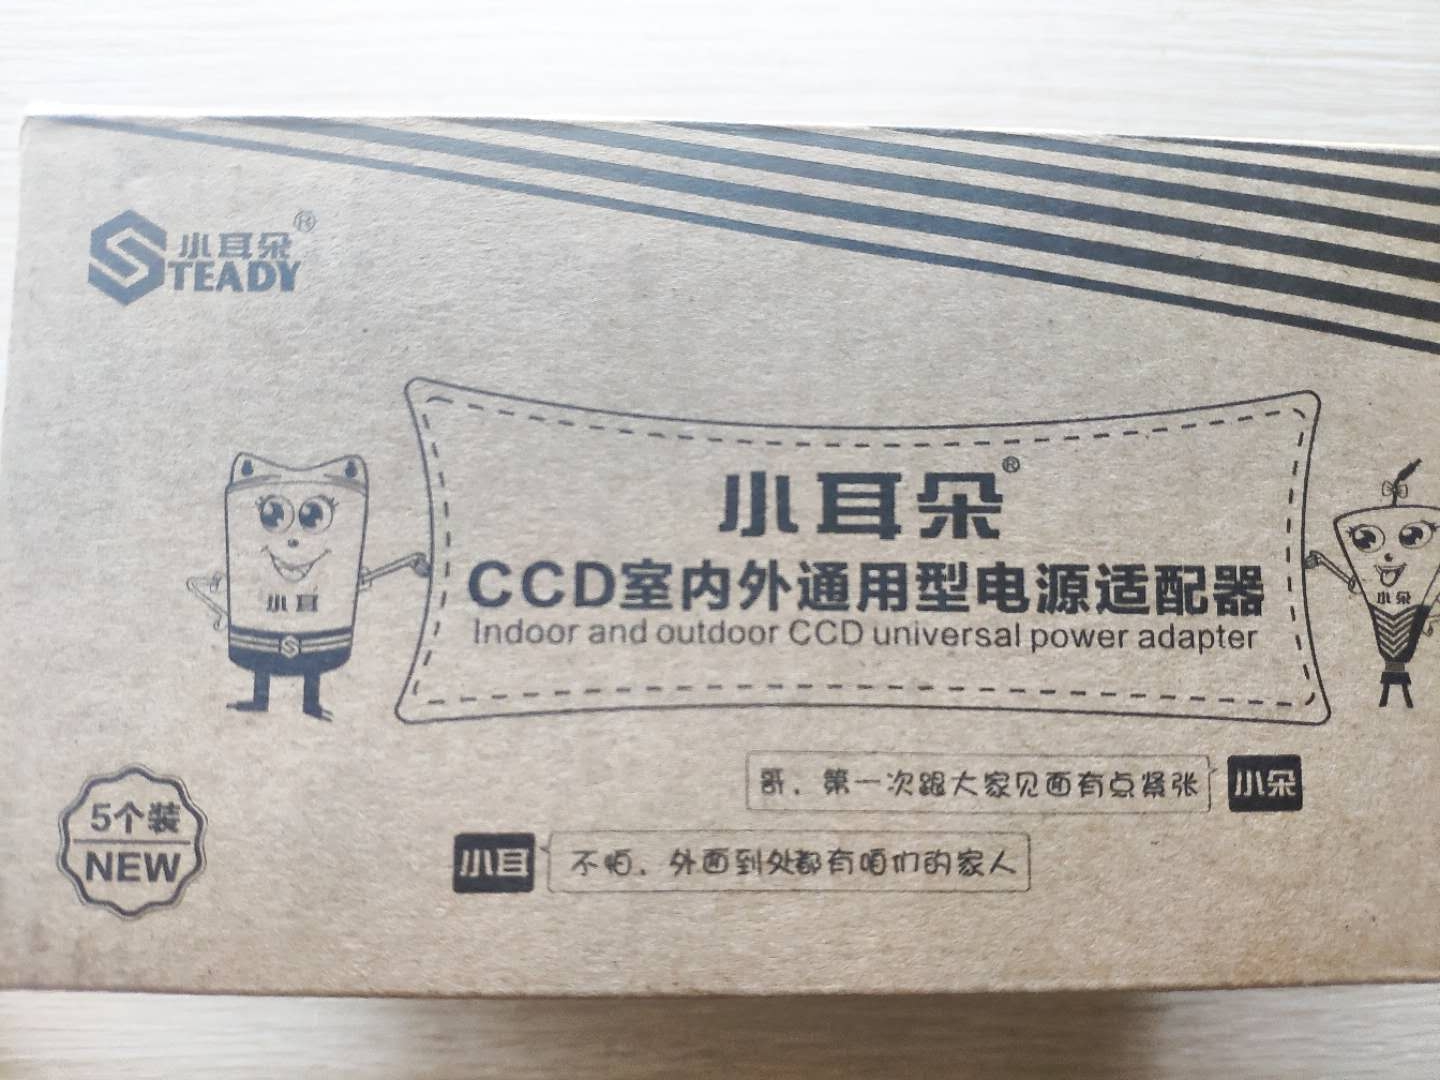 小耳朵®
STEADY
小耳朵®
CCD室内外通用型电源适配器
Indoor and outdoor CCD universal power adapter
小耳
小朵
哥，第一次跟大家见面有点紧张
小朵
小耳
不怕，外面到处都有咱们的家人
5个装
NEW